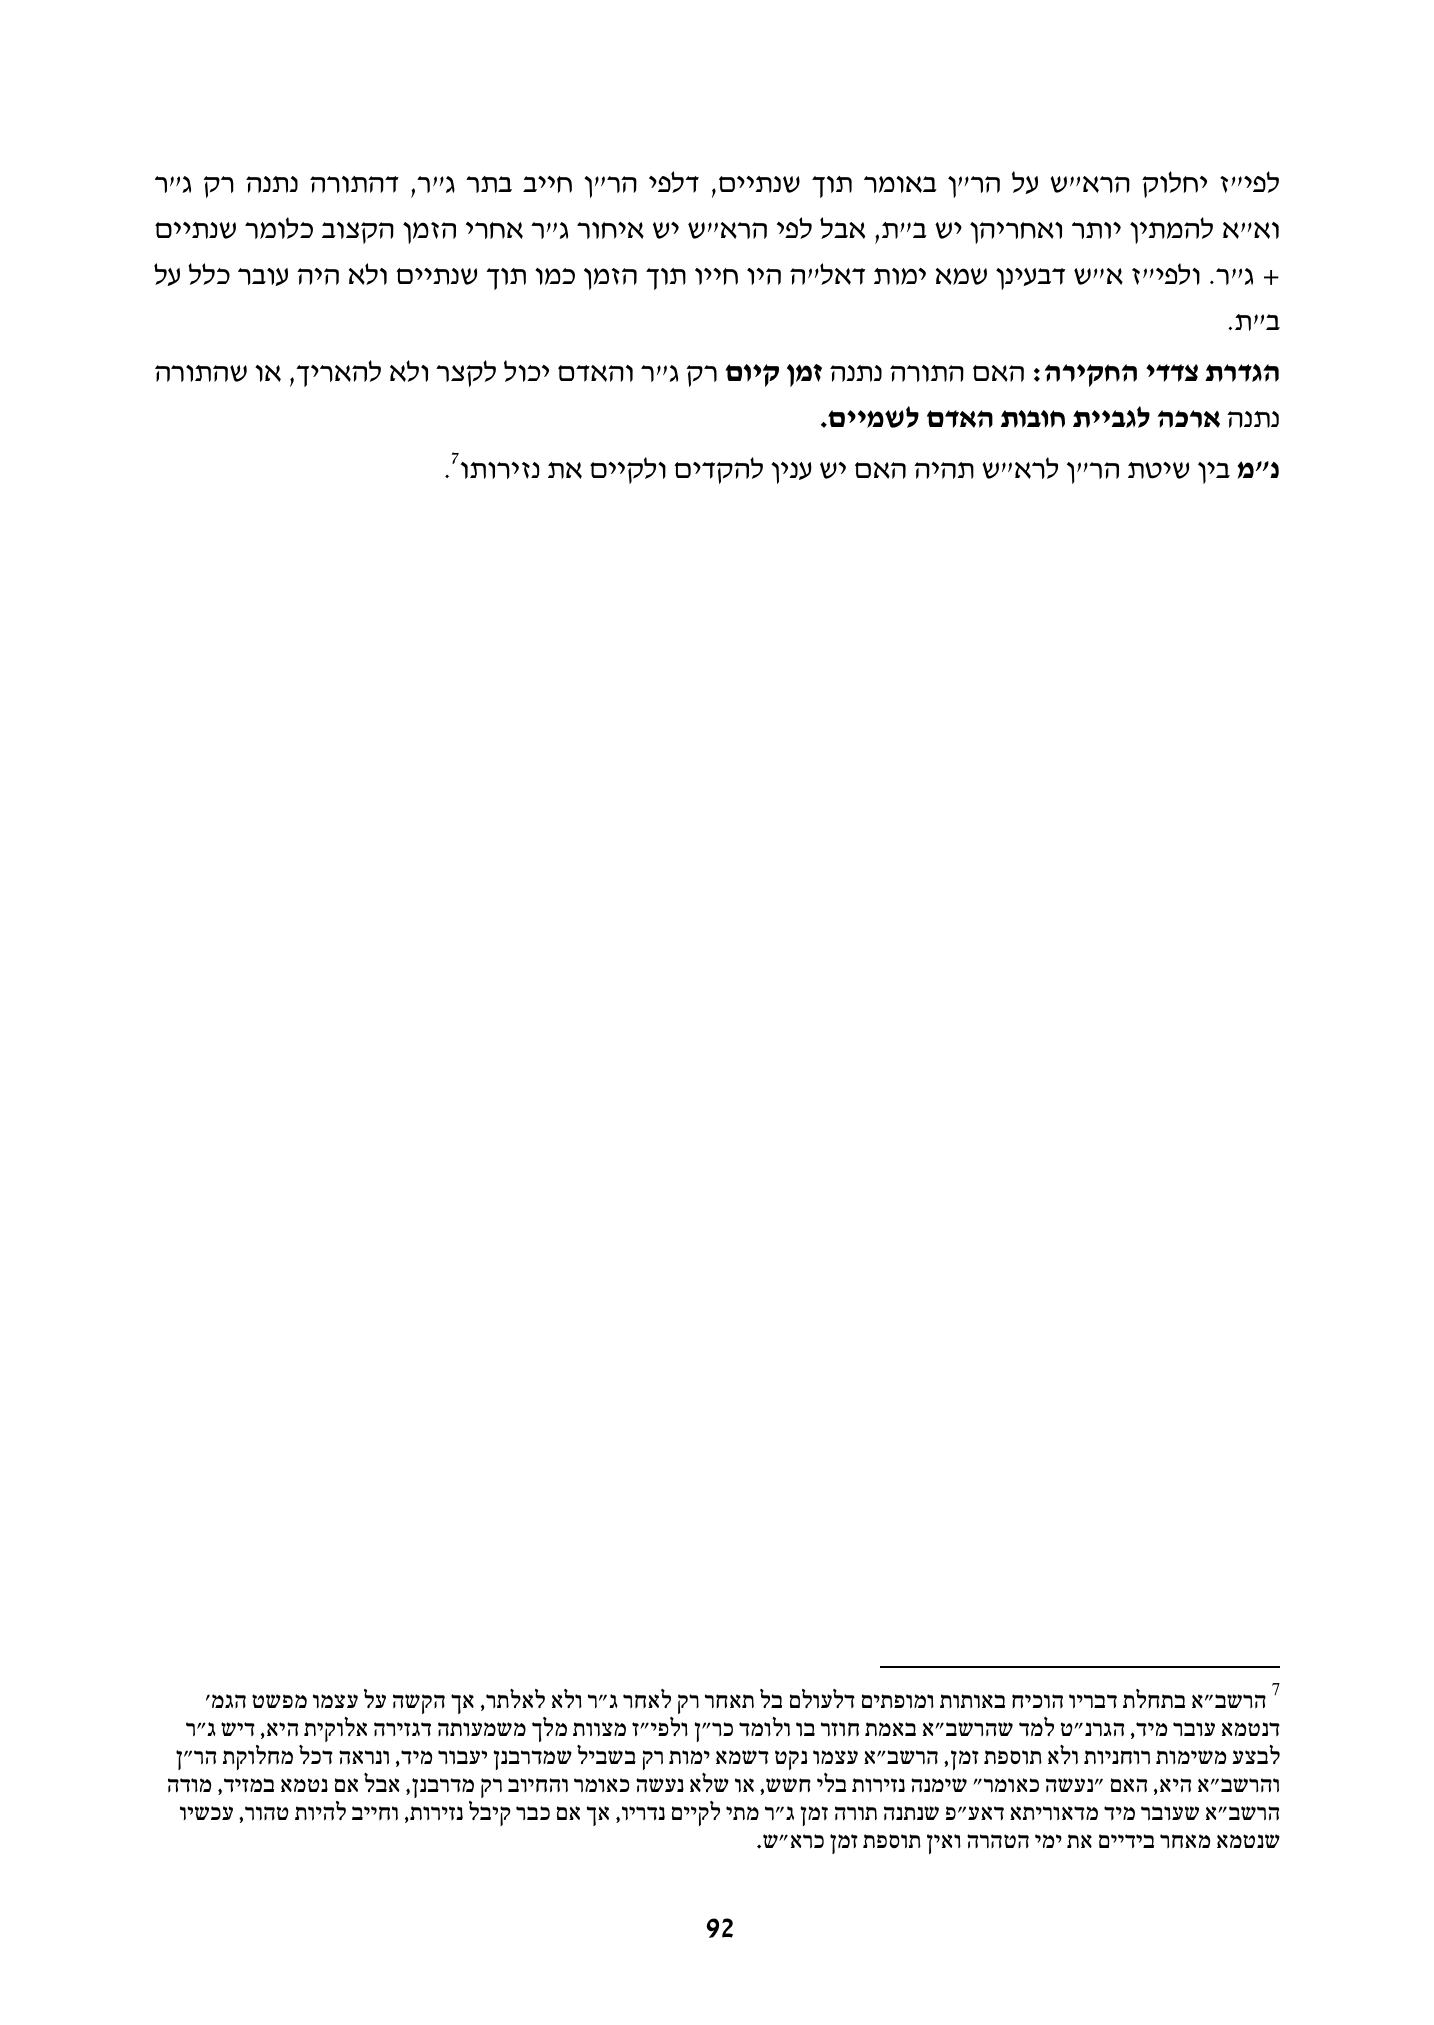 לפי״ז יחלוק הרא״ש על הר״ן באומר תוך שנתיים, דלפי הר״ן חייב בתר ג״ר, דהתורה נתנה רק ג״ר
וא״א להמתין יותר ואחריהן יש ב״ת, אבל לפי הרא״ש יש איחור ג״ר אחרי הזמן הקצוב כלומר שנתיים
+ ג״ר. ולפי״ז א״ש דבעינן שמא ימות דאל״ה היו חייו תוך הזמן כמו תוך שנתיים ולא היה עובר כלל על
ב״ת.
הגדרת צדדי החקירה: האם התורה נתנה זמן קיום רק ג״ר והאדם יכול לקצר ולא להאריך, או שהתורה
נתנה ארכה לגביית חובות האדם לשמיים.
נ״מ בין שיטת הר״ן לרא״ש תהיה האם יש ענין להקדים ולקיים את נזירותו7.
7 הרשב״א בתחלת דבריו הוכיח באותות ומופתים דלעולם בל תאחר רק לאחר ג״ר ולא לאלתר, אך הקשה על עצמו מפשט הגמ׳
דנטמא עובר מיד, הגרנ״ט למד שהרשב״א באמת חוזר בו ולומד כר״ן ולפי״ז מצוות מלך משמעותה דגזירה אלוקית היא, דיש ג״ר
לבצע משימות רוחניות ולא תוספת זמן, הרשב״א עצמו נקט דשמא ימות רק בשביל שמדרבנן יעבור מיד, ונראה דכל מחלוקת הר״ן
והרשב״א היא, האם ״נעשה כאומר״ שימנה נזירות בלי חשש, או שלא נעשה כאומר והחיוב רק מדרבנן, אבל אם נטמא במזיד, מודה
הרשב״א שעובר מיד מדאוריתא דאע״פ שנתנה תורה זמן ג״ר מתי לקיים נדריו, אך אם כבר קיבל נזירות, וחייב להיות טהור, עכשיו
שנטמא מאחר בידיים את ימי הטהרה ואין תוספת זמן כרא״ש.
92